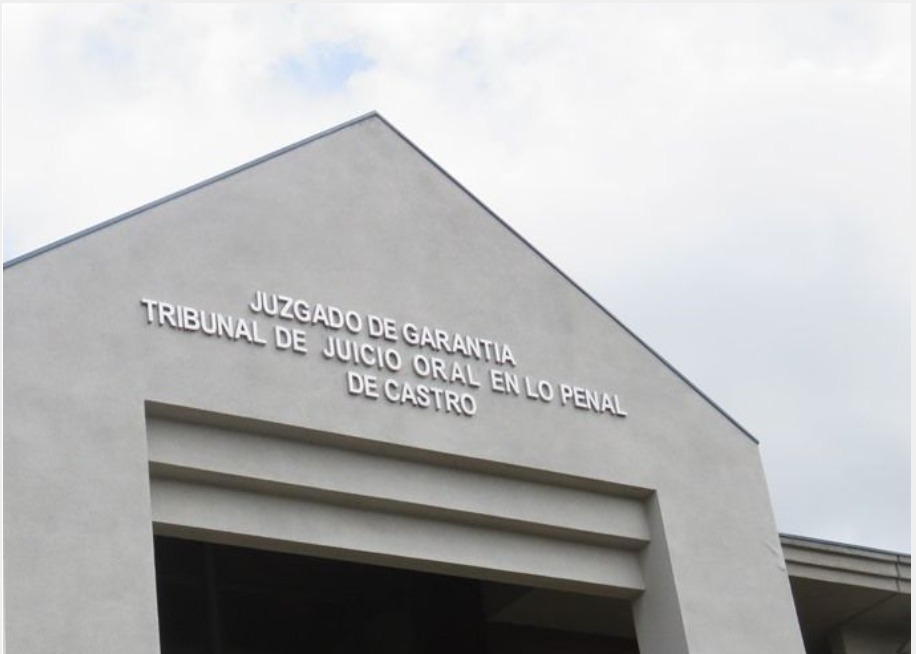 JUZGADO DE GARANTIA
TRIBUNAL DE JUICIO ORAL EN LO PENAL
DE CASTRO